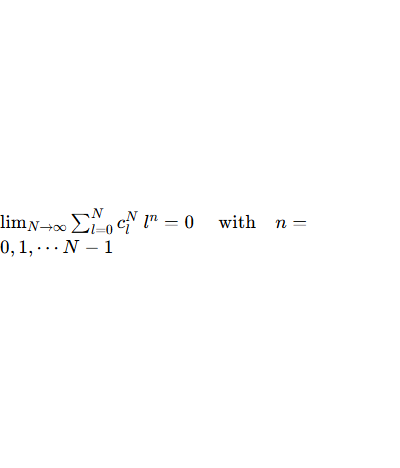 lim_{N→∞} ∑_{l=0}^{N} c_l^N l^n = 0 with n =
0, 1, ⋯ N − 1